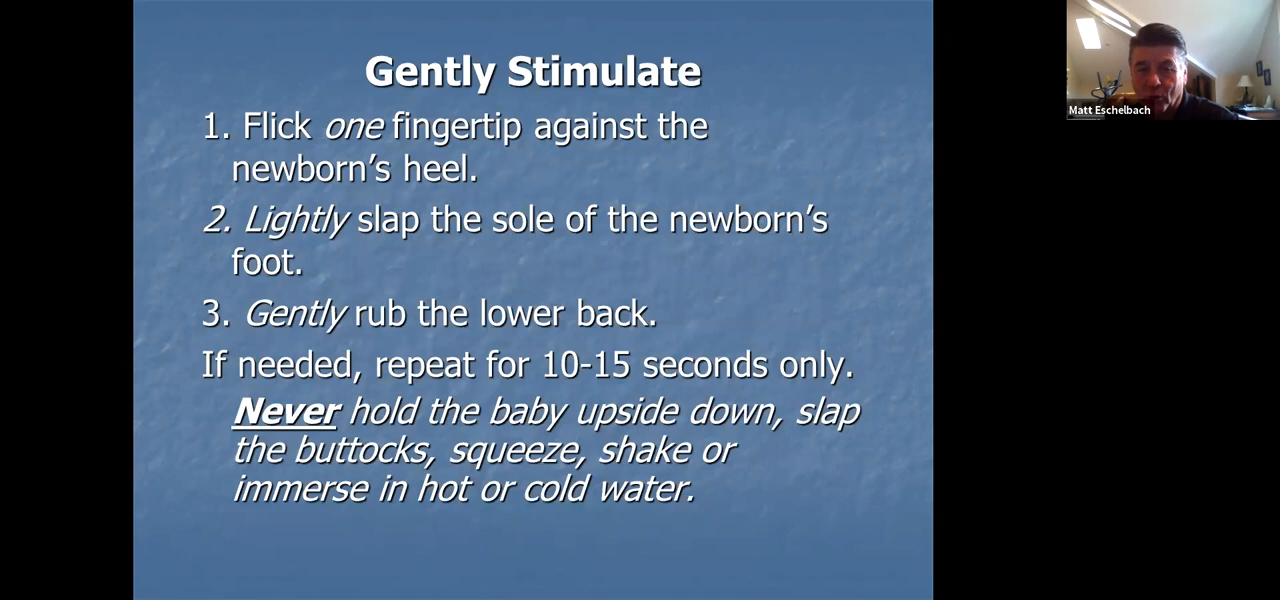 Gently Stimulate
1. Flick one fingertip against the
newborn’s heel.
2. Lightly slap the sole of the newborn’s
foot.
3. Gently rub the lower back.
If needed, repeat for 10-15 seconds only.
Never hold the baby upside down, slap
the buttocks, squeeze, shake or
immerse in hot or cold water.
Matt Eschelbach